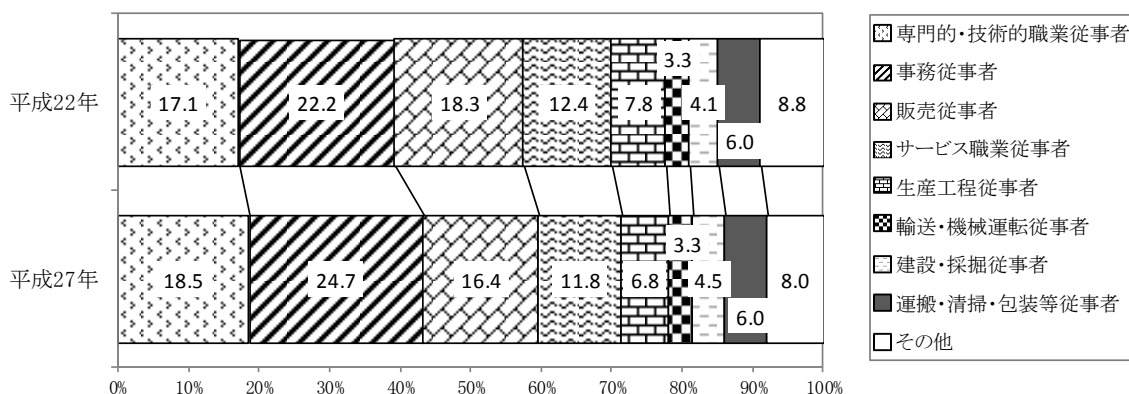 平成22年
17.1
22.2
18.3
12.4
7.8
3.3
4.1
6.0
8.8
平成27年
18.5
24.7
16.4
11.8
6.8
3.3
4.5
6.0
8.0
0% 10% 20% 30% 40% 50% 60% 70% 80% 90% 100%
専門的・技術的職業従事者
事務従事者
販売従事者
サービス職業従事者
生産工程従事者
輸送・機械運転従事者
建設・採掘従事者
運搬・清掃・包装等従事者
その他